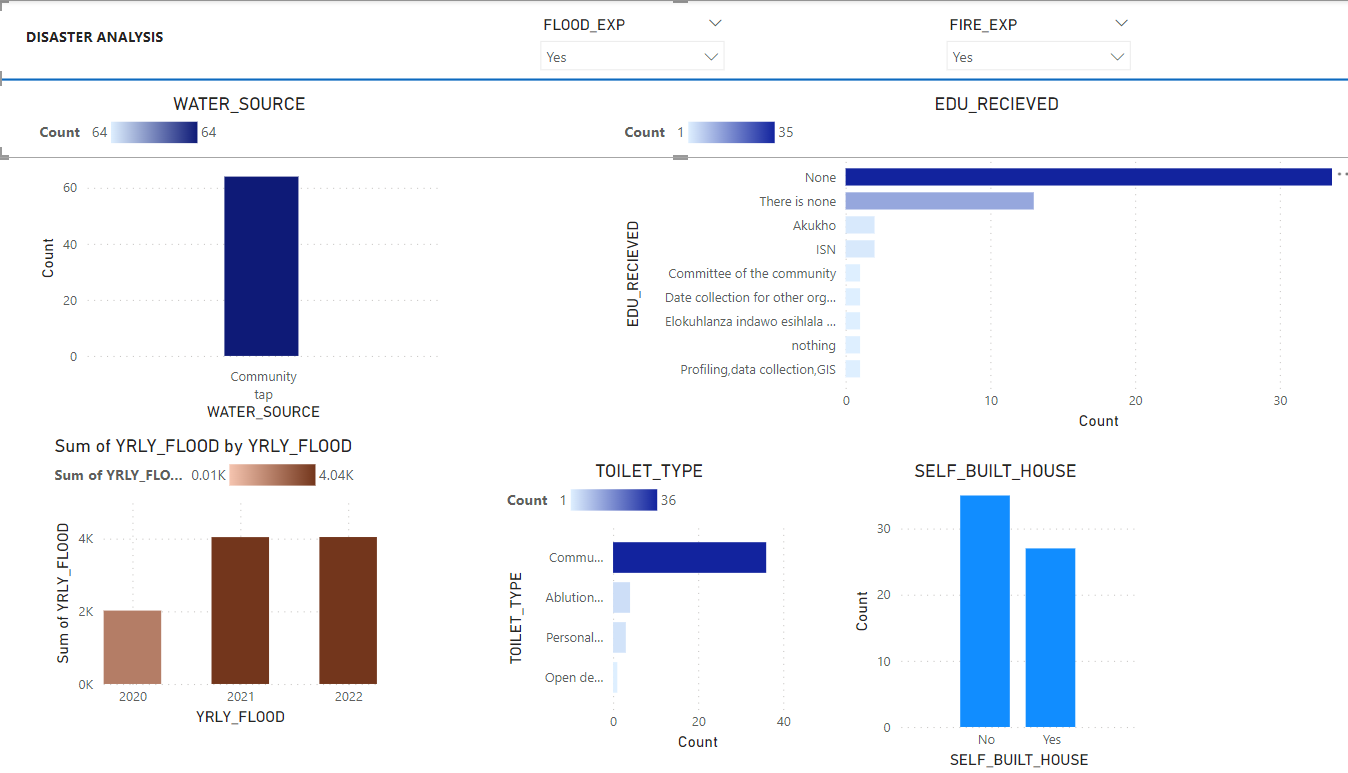 DISASTER ANALYSIS
FLOOD_EXP
Yes
FIRE_EXP
Yes
WATER_SOURCE
Count 64 64
60
40
20
0
Count
Community
tap
WATER_SOURCE
EDU_RECIEVED
Count 1 35
None
There is none
Akukho
ISN
Committee of the community
Date collection for other org...
Elokuhlanza indawo esihlala ...
nothing
Profiling,data collection,GIS
EDU_RECIEVED
0 10 20 30
Count
Sum of YRLY_FLOOD by YRLY_FLOOD
Sum of YRLY_FLO... 0.01K 4.04K
4K
2K
0K
Sum of YRLY_FLOOD
2020 2021 2022
YRLY_FLOOD
TOILET_TYPE
Count 1 36
Commu...
Ablution...
Personal...
Open de...
TOILET_TYPE
0 20 40
Count
SELF_BUILT_HOUSE
30
20
10
0
Count
No Yes
SELF_BUILT_HOUSE